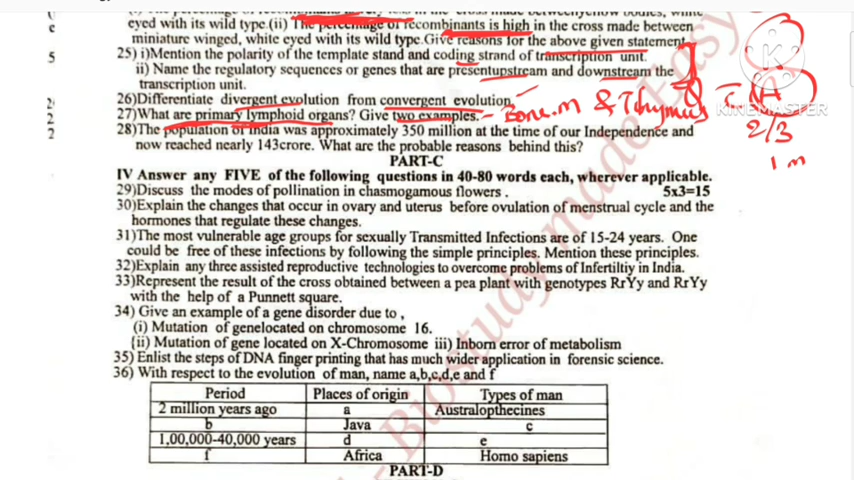 eyed with its wild type.(ii) The percentage of recombinants is high in the cross made between
miniature winged, white eyed with its wild type.Give reasons for the above given statement.
25) i)Mention the polarity of the template stand and coding strand of transcription unit.
ii) Name the regulatory sequences or genes that are presentupstream and downstream the
transcription unit.
26)Differentiate divergent evolution from convergent evolution.
27)What are primary lymphoid organs? Give two examples. - Bone.m & Thymus
KINEMASTER
2/3
1 m
28)The population of India was approximately 350 million at the time of our Independence and
now reached nearly 143crore. What are the probable reasons behind this?
PART-C
IV Answer any FIVE of the following questions in 40-80 words each, wherever applicable.
29)Discuss the modes of pollination in chasmogamous flowers . 5x3=15
30)Explain the changes that occur in ovary and uterus before ovulation of menstrual cycle and the
hormones that regulate these changes.
31)The most vulnerable age groups for sexually Transmitted Infections are of 15-24 years. One
could be free of these infections by following the simple principles. Mention these principles.
32)Explain any three assisted reproductive technologies to overcome problems of Infertiltiy in India.
33)Represent the result of the cross obtained between a pea plant with genotypes RrYy and RrYy
with the help of a Punnett square.
34) Give an example of a gene disorder due to ,
(i) Mutation of genelocated on chromosome 16.
(ii) Mutation of gene located on X-Chromosome iii) Inborn error of metabolism
35) Enlist the steps of DNA finger printing that has much wider application in forensic science.
36) With respect to the evolution of man, name a,b,c,d,e and f
Period Places of origin Types of man
2 million years ago a Australopthecines
b Java c
1,00,000-40,000 years d e
f Africa Homo sapiens
PART-D